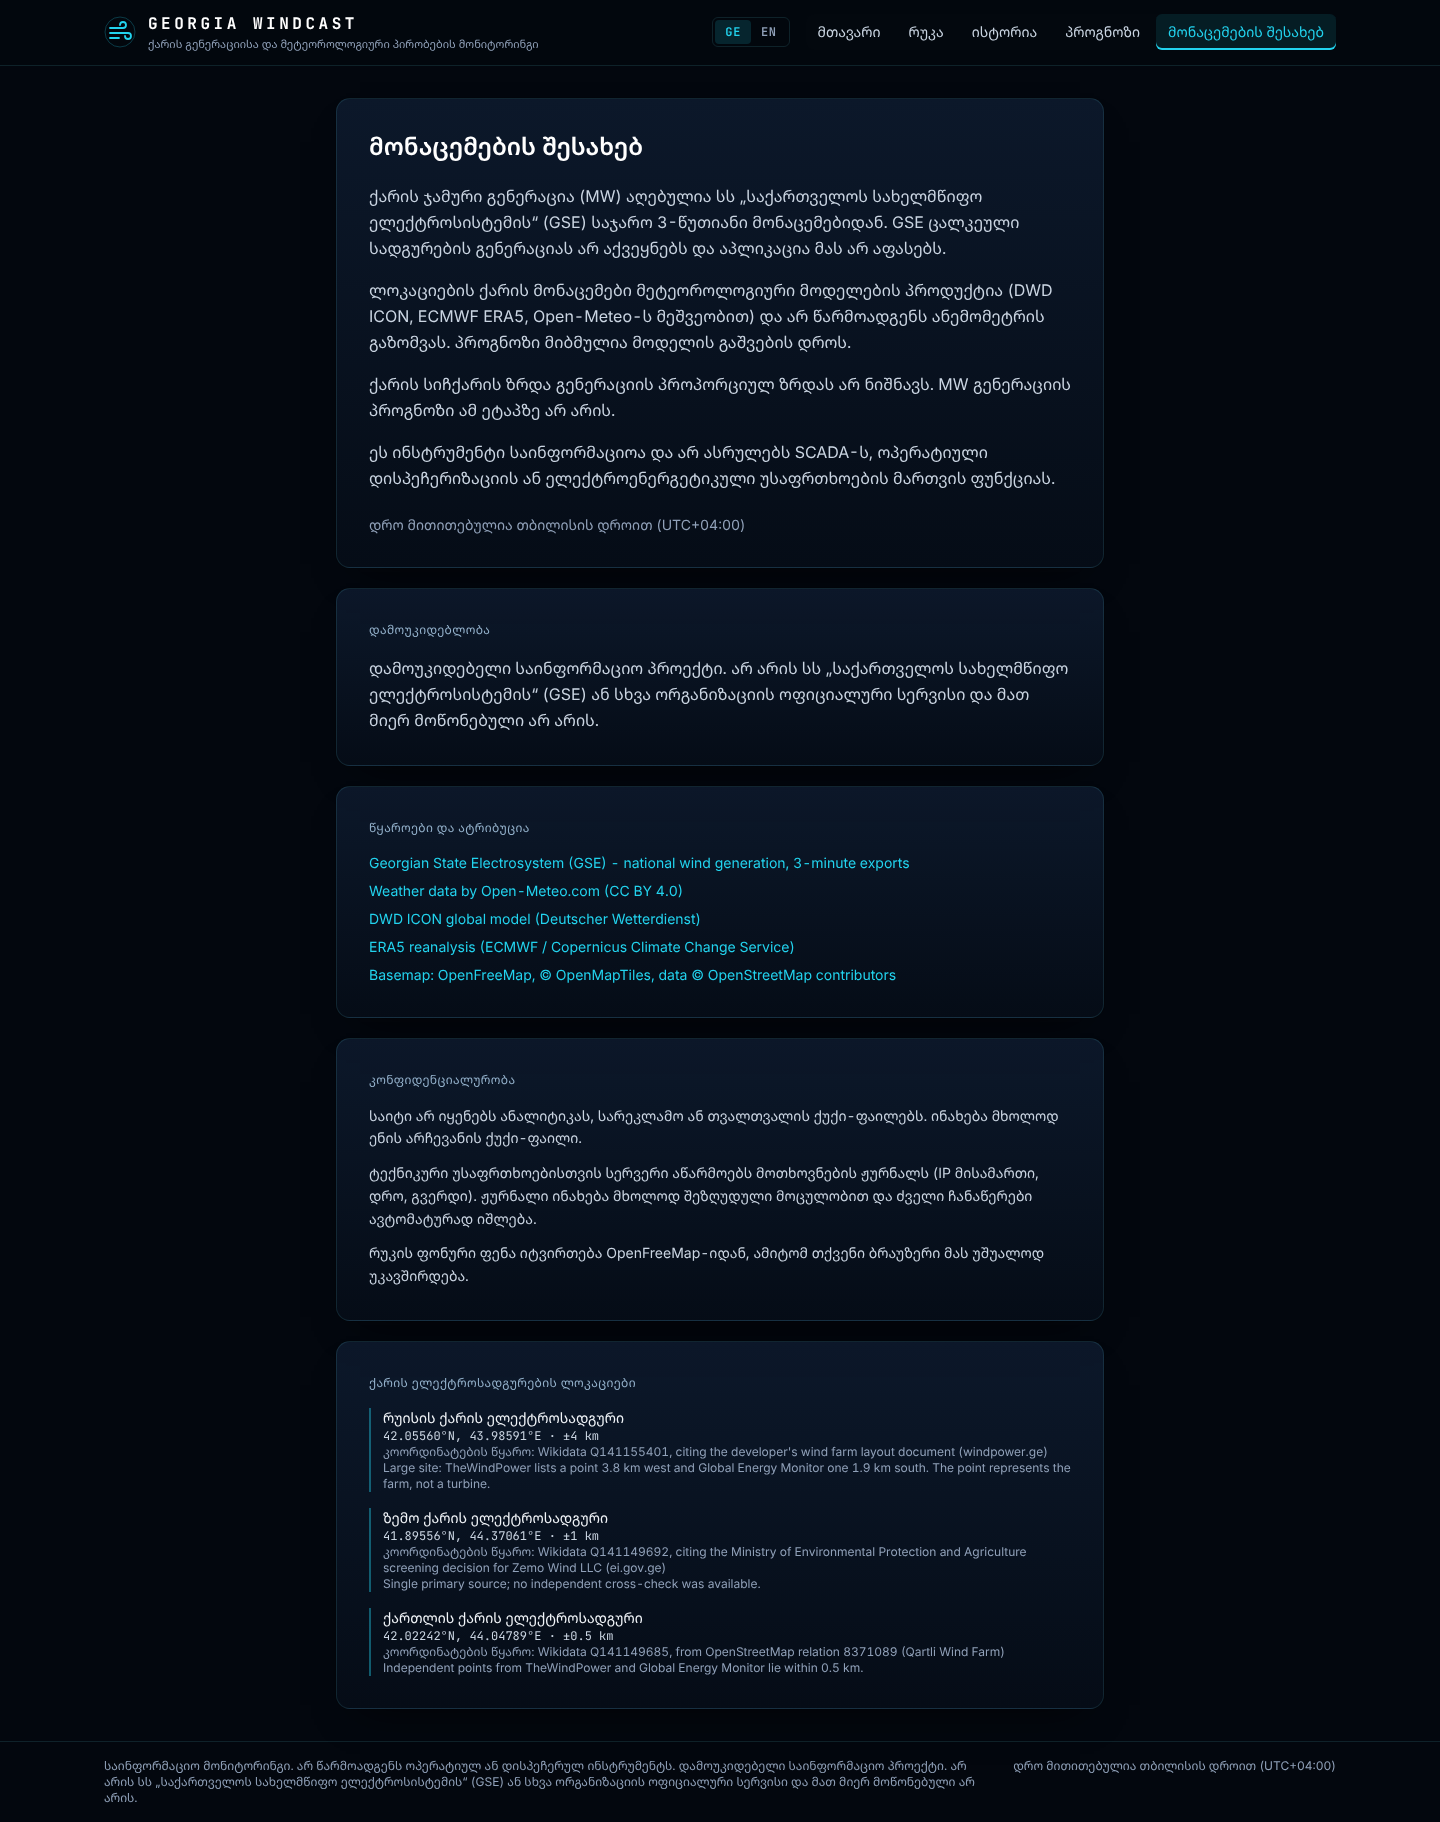 GEORGIA WINDCAST
ქარის გენერაციისა და მეტეოროლოგიური პირობების მონიტორინგი
GE EN მთავარი რუკა ისტორია პროგნოზი მონაცემების შესახებ
მონაცემების შესახებ
ქარის ჯამური გენერაცია (MW) აღებულია სს „საქართველოს სახელმწიფო
ელექტროსისტემის“ (GSE) საჯარო 3-წუთიანი მონაცემებიდან. GSE ცალკეული
სადგურების გენერაციას არ აქვეყნებს და აპლიკაცია მას არ აფასებს.
ლოკაციების ქარის მონაცემები მეტეოროლოგიური მოდელების პროდუქტია (DWD
ICON, ECMWF ERA5, Open-Meteo-ს მეშვეობით) და არ წარმოადგენს ანემომეტრის
გაზომვას. პროგნოზი მიბმულია მოდელის გაშვების დროს.
ქარის სიჩქარის ზრდა გენერაციის პროპორციულ ზრდას არ ნიშნავს. MW გენერაციის
პროგნოზი ამ ეტაპზე არ არის.
ეს ინსტრუმენტი საინფორმაციოა და არ ასრულებს SCADA-ს, ოპერატიული
დისპეჩერიზაციის ან ელექტროენერგეტიკული უსაფრთხოების მართვის ფუნქციას.
დრო მითითებულია თბილისის დროით (UTC+04:00)
დამოუკიდებლობა
დამოუკიდებელი საინფორმაციო პროექტი. არ არის სს „საქართველოს სახელმწიფო
ელექტროსისტემის“ (GSE) ან სხვა ორგანიზაციის ოფიციალური სერვისი და მათ
მიერ მოწონებული არ არის.
წყაროები და ატრიბუცია
Georgian State Electrosystem (GSE) - national wind generation, 3-minute exports
Weather data by Open-Meteo.com (CC BY 4.0)
DWD ICON global model (Deutscher Wetterdienst)
ERA5 reanalysis (ECMWF / Copernicus Climate Change Service)
Basemap: OpenFreeMap, © OpenMapTiles, data © OpenStreetMap contributors
კონფიდენციალურობა
საიტი არ იყენებს ანალიტიკას, სარეკლამო ან თვალთვალის ქუქი-ფაილებს. ინახება მხოლოდ
ენის არჩევანის ქუქი-ფაილი.
ტექნიკური უსაფრთხოებისთვის სერვერი აწარმოებს მოთხოვნების ჟურნალს (IP მისამართი,
დრო, გვერდი). ჟურნალი ინახება მხოლოდ შეზღუდული მოცულობით და ძველი ჩანაწერები
ავტომატურად იშლება.
რუკის ფონური ფენა იტვირთება OpenFreeMap-იდან, ამიტომ თქვენი ბრაუზერი მას უშუალოდ
უკავშირდება.
ქარის ელექტროსადგურების ლოკაციები
რუისის ქარის ელექტროსადგური
42.05560°N, 43.98591°E · ±4 km
კოორდინატების წყარო: Wikidata Q141155401, citing the developer's wind farm layout document (windpower.ge)
Large site: TheWindPower lists a point 3.8 km west and Global Energy Monitor one 1.9 km south. The point represents the
farm, not a turbine.
ზემო ქარის ელექტროსადგური
41.89556°N, 44.37061°E · ±1 km
კოორდინატების წყარო: Wikidata Q141149692, citing the Ministry of Environmental Protection and Agriculture
screening decision for Zemo Wind LLC (ei.gov.ge)
Single primary source; no independent cross-check was available.
ქართლის ქარის ელექტროსადგური
42.02242°N, 44.04789°E · ±0.5 km
კოორდინატების წყარო: Wikidata Q141149685, from OpenStreetMap relation 8371089 (Qartli Wind Farm)
Independent points from TheWindPower and Global Energy Monitor lie within 0.5 km.
საინფორმაციო მონიტორინგი. არ წარმოადგენს ოპერატიულ ან დისპეჩერულ ინსტრუმენტს. დამოუკიდებელი საინფორმაციო პროექტი. არ
არის სს „საქართველოს სახელმწიფო ელექტროსისტემის“ (GSE) ან სხვა ორგანიზაციის ოფიციალური სერვისი და მათ მიერ მოწონებული არ
არის.
დრო მითითებულია თბილისის დროით (UTC+04:00)